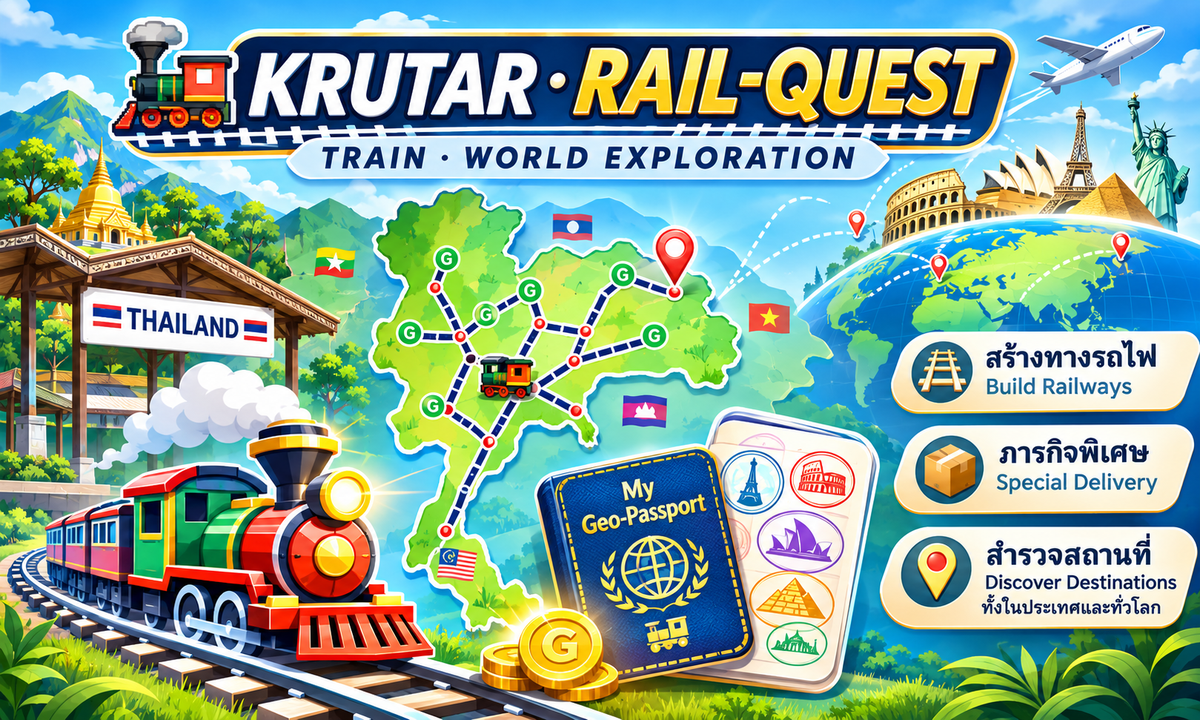 KRUTAR · RAIL-QUEST
TRAIN · WORLD EXPLORATION
THAILAND
G
G
G
G
G
G
G
My
Geo-Passport
G
สร้างทางรถไฟ
Build Railways
ภารกิจพิเศษ
Special Delivery
สำรวจสถานที่
Discover Destinations
ทั้งในประเทศและทั่วโลก